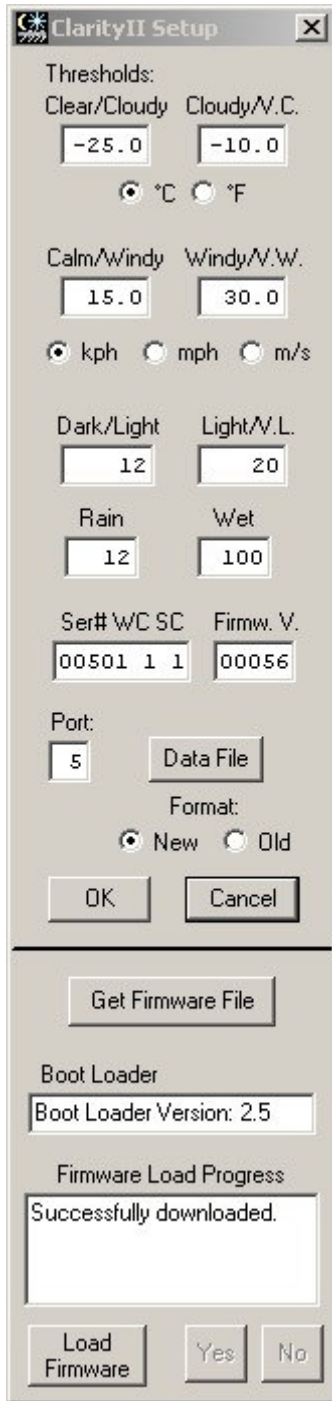 ClarityII Setup
Thresholds:
Clear/Cloudy Cloudy/V.C.
-25.0 -10.0
°C °F
Calm/Windy Windy/V.W.
15.0 30.0
kph mph m/s
Dark/Light Light/V.L.
12 20
Rain Wet
12 100
Ser# WC SC Firmw. V.
00501 1 1 00056
Port:
5 Data File
Format:
New Old
OK Cancel
Get Firmware File
Boot Loader
Boot Loader Version: 2.5
Firmware Load Progress
Successfully downloaded.
Load Firmware Yes No